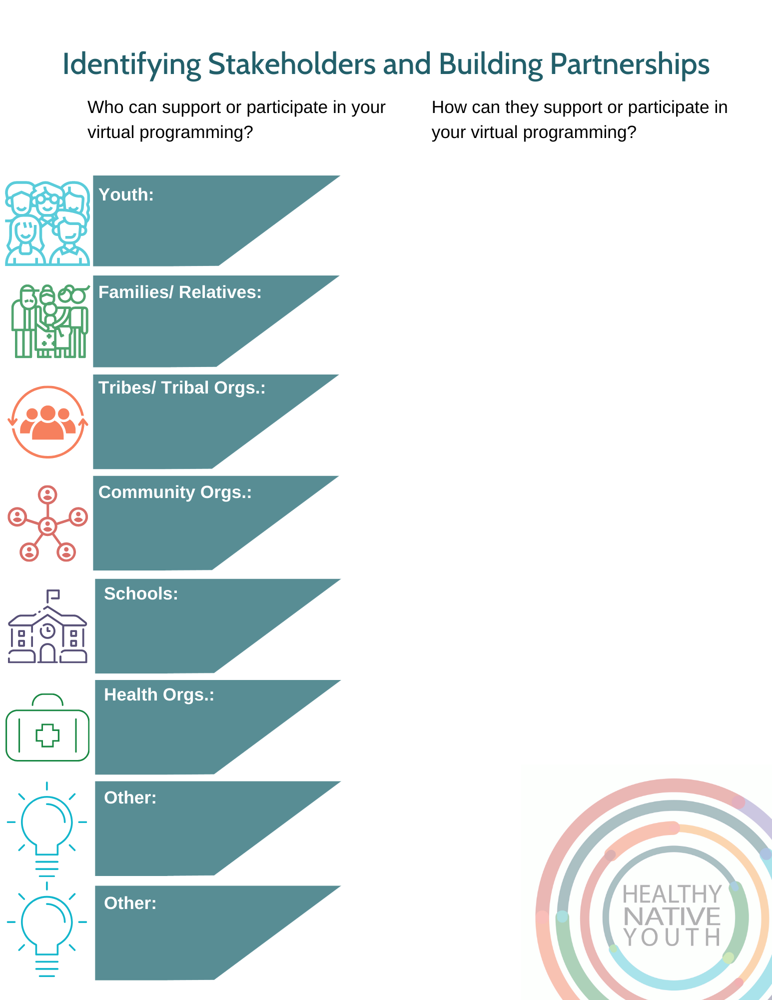 Identifying Stakeholders and Building Partnerships
Who can support or participate in your
virtual programming?
How can they support or participate in
your virtual programming?
Youth:
Families/ Relatives:
Tribes/ Tribal Orgs.:
Community Orgs.:
Schools:
Health Orgs.:
Other:
Other:
HEALTHY
NATIVE
YOUTH